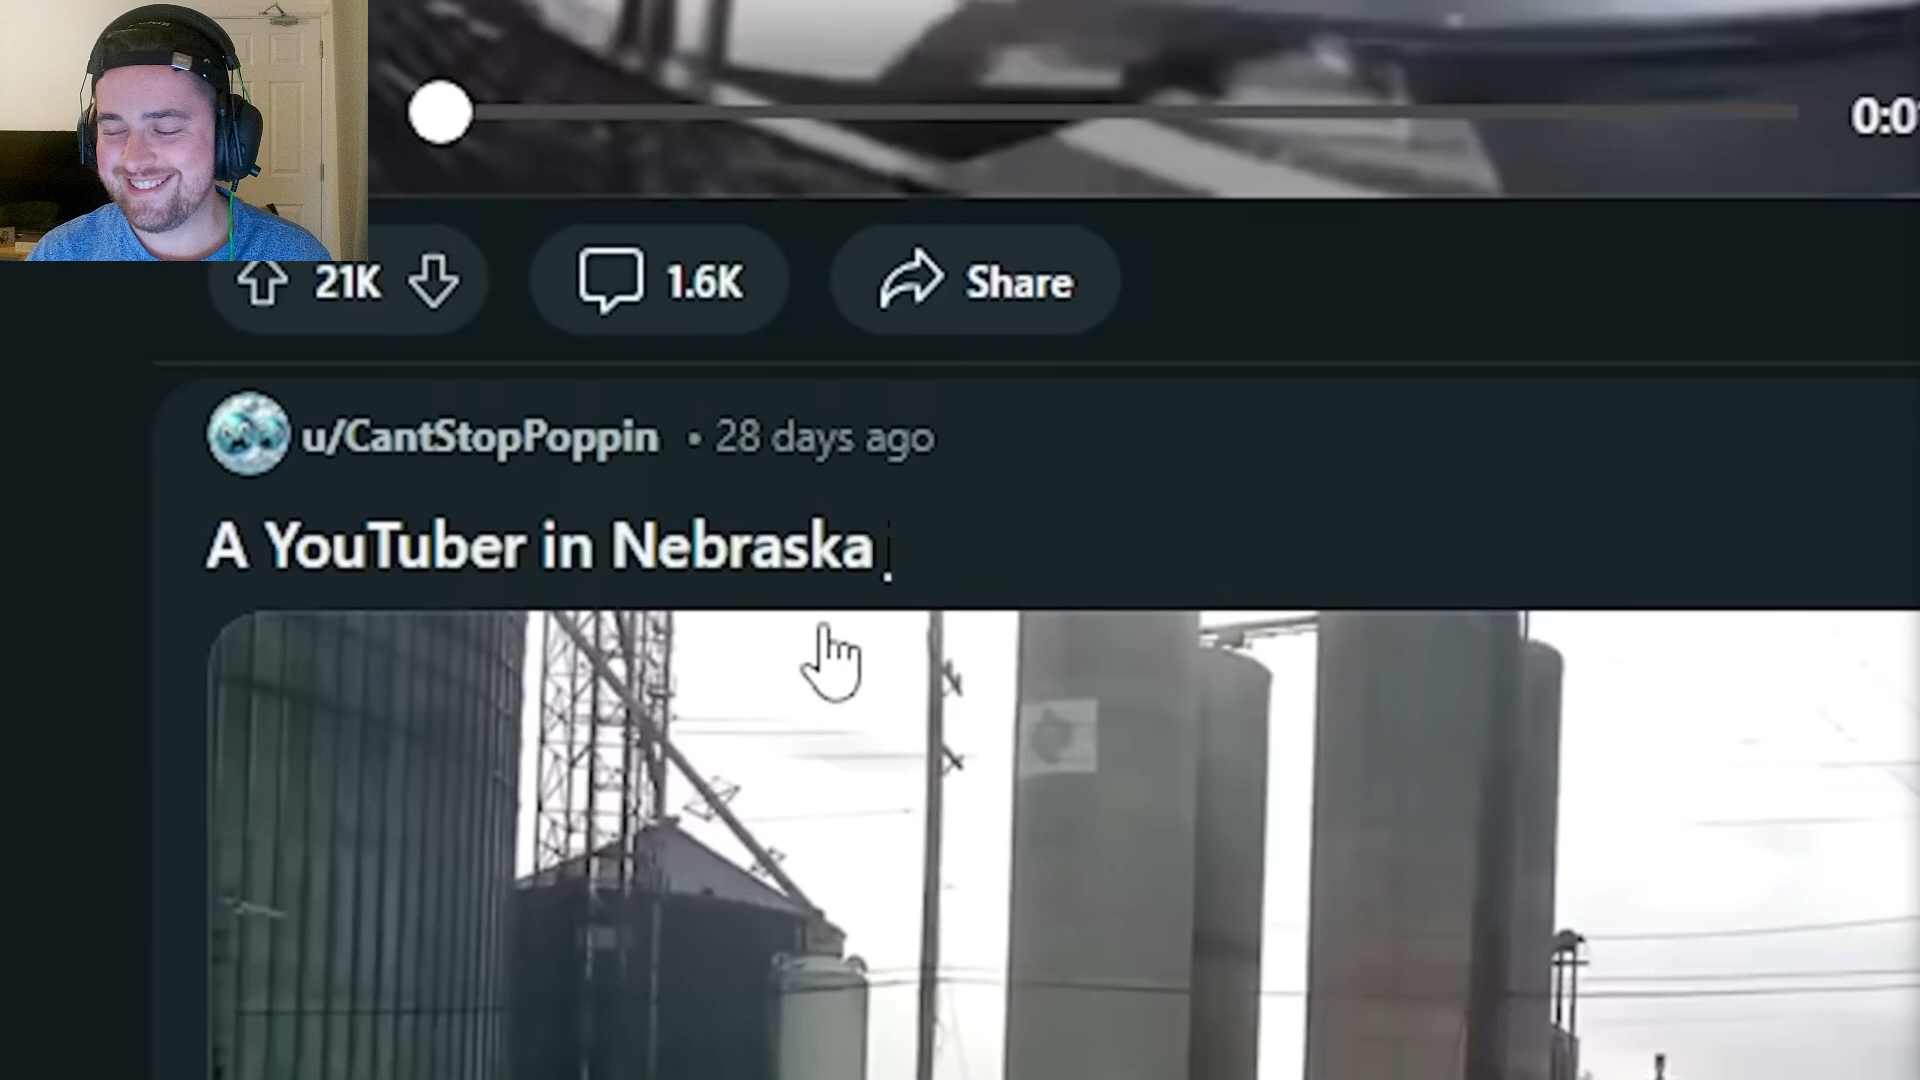 0:0
21K
1.6K
Share
u/CantStopPoppin • 28 days ago
A YouTuber in Nebraska